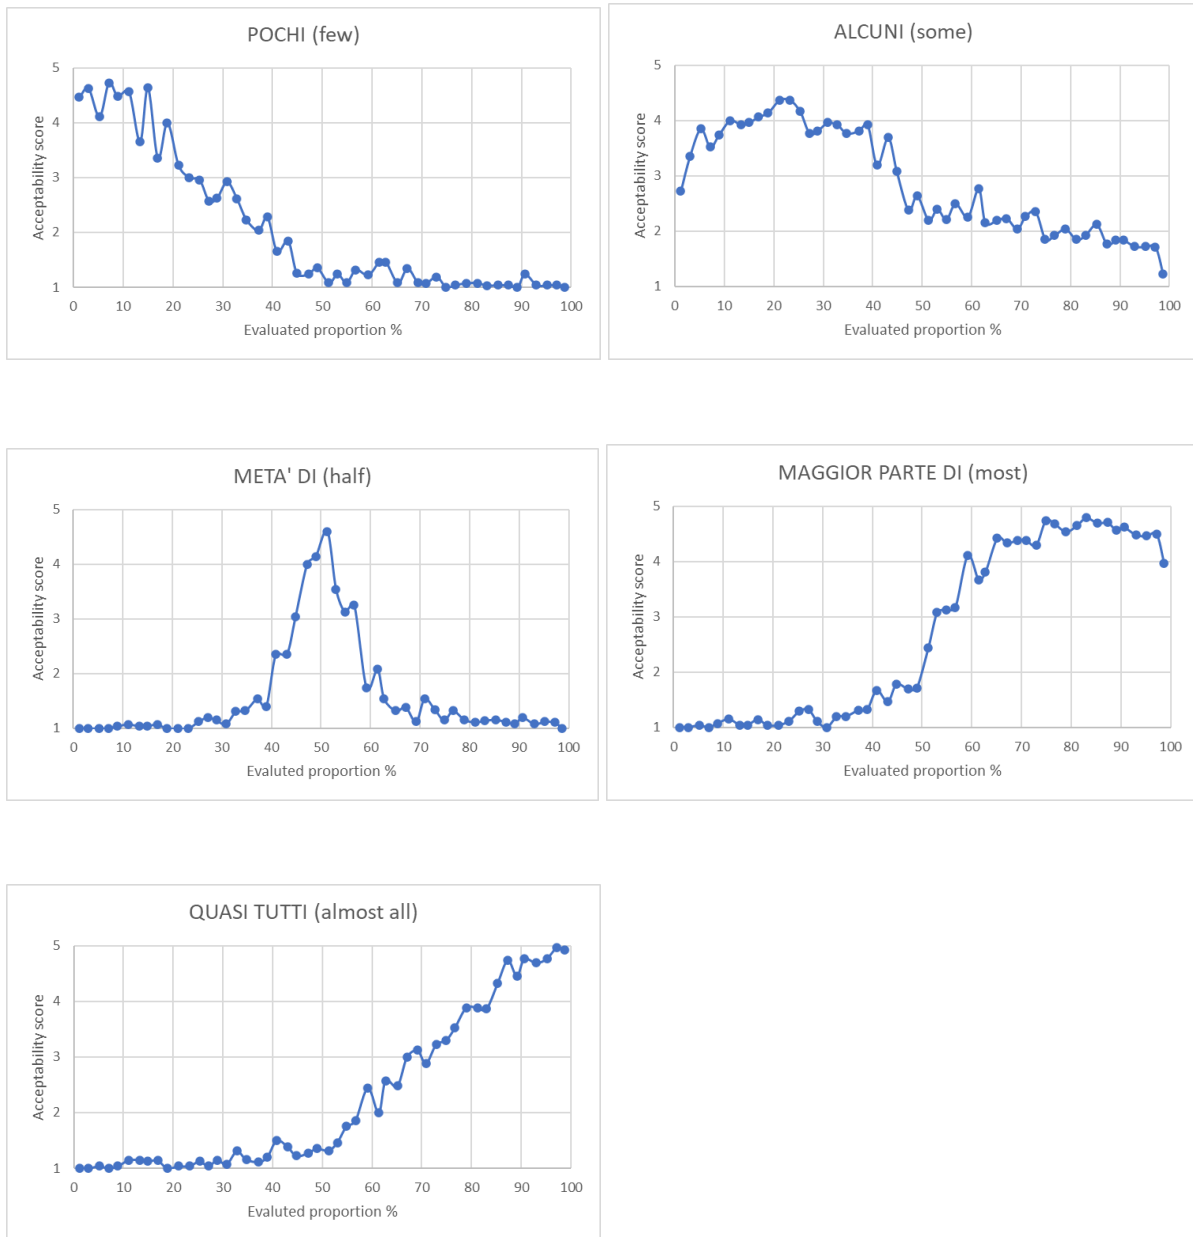 POCHI (few)
5
4
3
2
1
Acceptability score
0 10 20 30 40 50 60 70 80 90 100
Evaluated proportion %
ALCUNI (some)
5
4
3
2
1
Acceptability score
0 10 20 30 40 50 60 70 80 90 100
Evaluated proportion %
META' DI (half)
5
4
3
2
1
Acceptability score
0 10 20 30 40 50 60 70 80 90 100
Evaluted proportion %
MAGGIOR PARTE DI (most)
5
4
3
2
1
Acceptability score
0 10 20 30 40 50 60 70 80 90 100
Evaluated proportion %
QUASI TUTTI (almost all)
5
4
3
2
1
Acceptability score
0 10 20 30 40 50 60 70 80 90 100
Evaluted proportion %